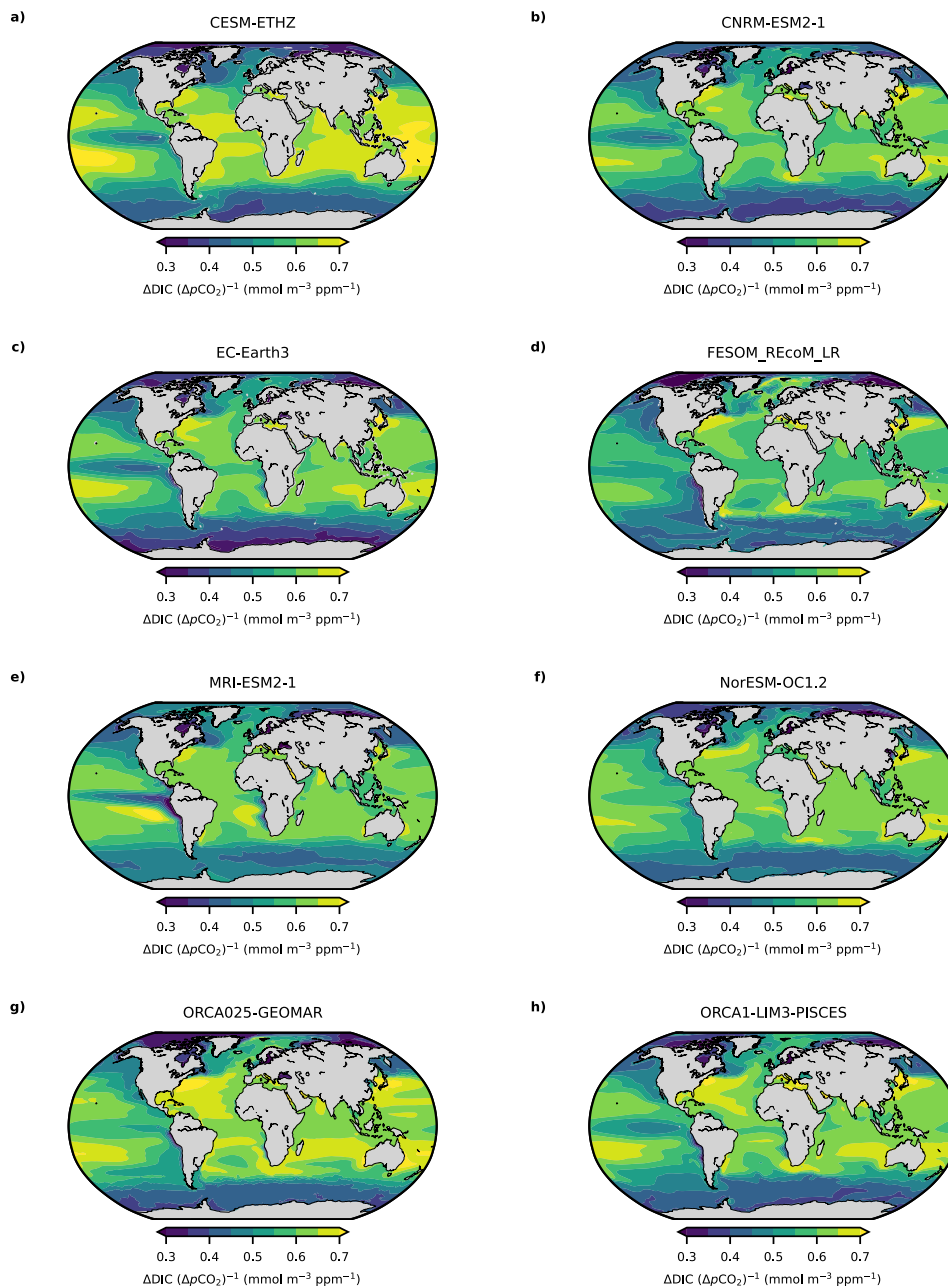 a)
CESM-ETHZ
0.3 0.4 0.5 0.6 0.7
ΔDIC (ΔpCO₂)⁻¹ (mmol m⁻³ ppm⁻¹)
b)
CNRM-ESM2-1
0.3 0.4 0.5 0.6 0.7
ΔDIC (ΔpCO₂)⁻¹ (mmol m⁻³ ppm⁻¹)
c)
EC-Earth3
0.3 0.4 0.5 0.6 0.7
ΔDIC (ΔpCO₂)⁻¹ (mmol m⁻³ ppm⁻¹)
d)
FESOM_REcoM_LR
0.3 0.4 0.5 0.6 0.7
ΔDIC (ΔpCO₂)⁻¹ (mmol m⁻³ ppm⁻¹)
e)
MRI-ESM2-1
0.3 0.4 0.5 0.6 0.7
ΔDIC (ΔpCO₂)⁻¹ (mmol m⁻³ ppm⁻¹)
f)
NorESM-OC1.2
0.3 0.4 0.5 0.6 0.7
ΔDIC (ΔpCO₂)⁻¹ (mmol m⁻³ ppm⁻¹)
g)
ORCA025-GEOMAR
0.3 0.4 0.5 0.6 0.7
ΔDIC (ΔpCO₂)⁻¹ (mmol m⁻³ ppm⁻¹)
h)
ORCA1-LIM3-PISCES
0.3 0.4 0.5 0.6 0.7
ΔDIC (ΔpCO₂)⁻¹ (mmol m⁻³ ppm⁻¹)